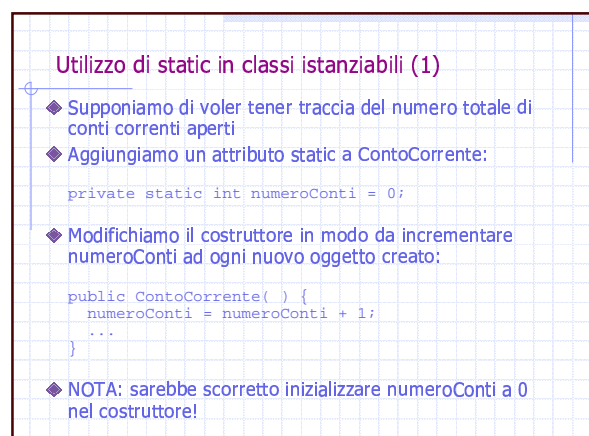 Utilizzo di static in classi istanziabili (1)
Supponiamo di voler tener traccia del numero totale di
conti correnti aperti
Aggiungiamo un attributo static a ContoCorrente:
private static int numeroConti = 0;
Modifichiamo il costruttore in modo da incrementare
numeroConti ad ogni nuovo oggetto creato:
public ContoCorrente( ) {
numeroConti = numeroConti + 1;
...
}
NOTA: sarebbe scorretto inizializzare numeroConti a 0
nel costruttore!